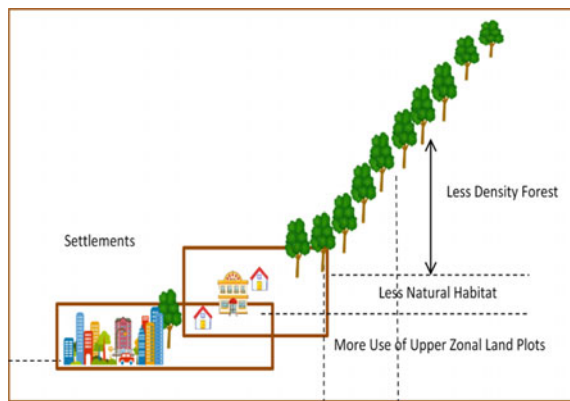 Less Density Forest
Settlements
Less Natural Habitat
More Use of Upper Zonal Land Plots